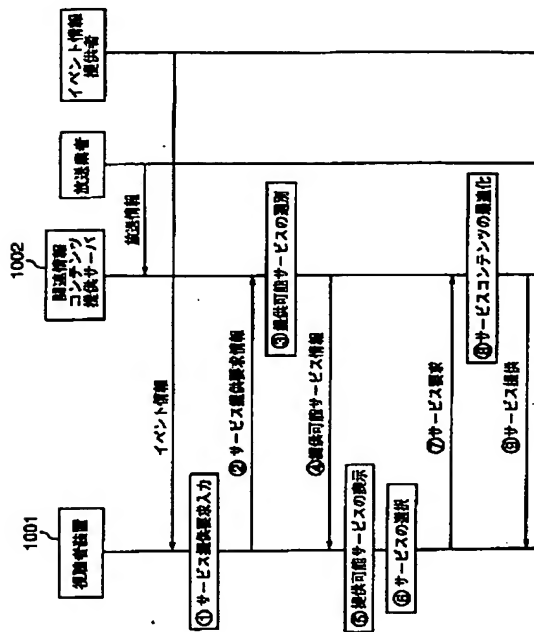 1001
視聴者装置
1002
関連情報
コンテンツ
提供サーバ
放送業者
イベント情報
提供者
イベント情報
放送情報
①サービス提供要求入力
②サービス提供要求情報
③提供可能サービスの選別
④提供可能サービス情報
⑤提供可能サービスの表示
⑥サービスの選択
⑦サービス要求
⑧サービスコンテンツの最適化
⑨サービス提供